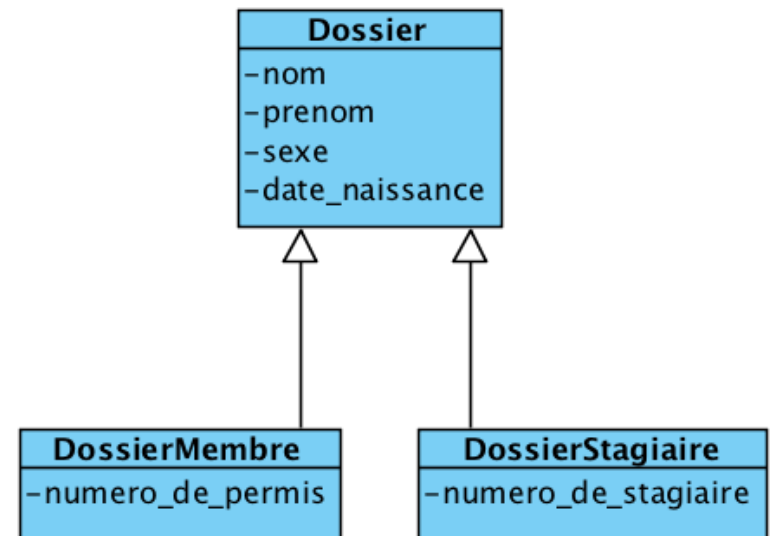 Dossier
-nom
-prenom
-sexe
-date_naissance
DossierMembre
-numero_de_permis
DossierStagiaire
-numero_de_stagiaire